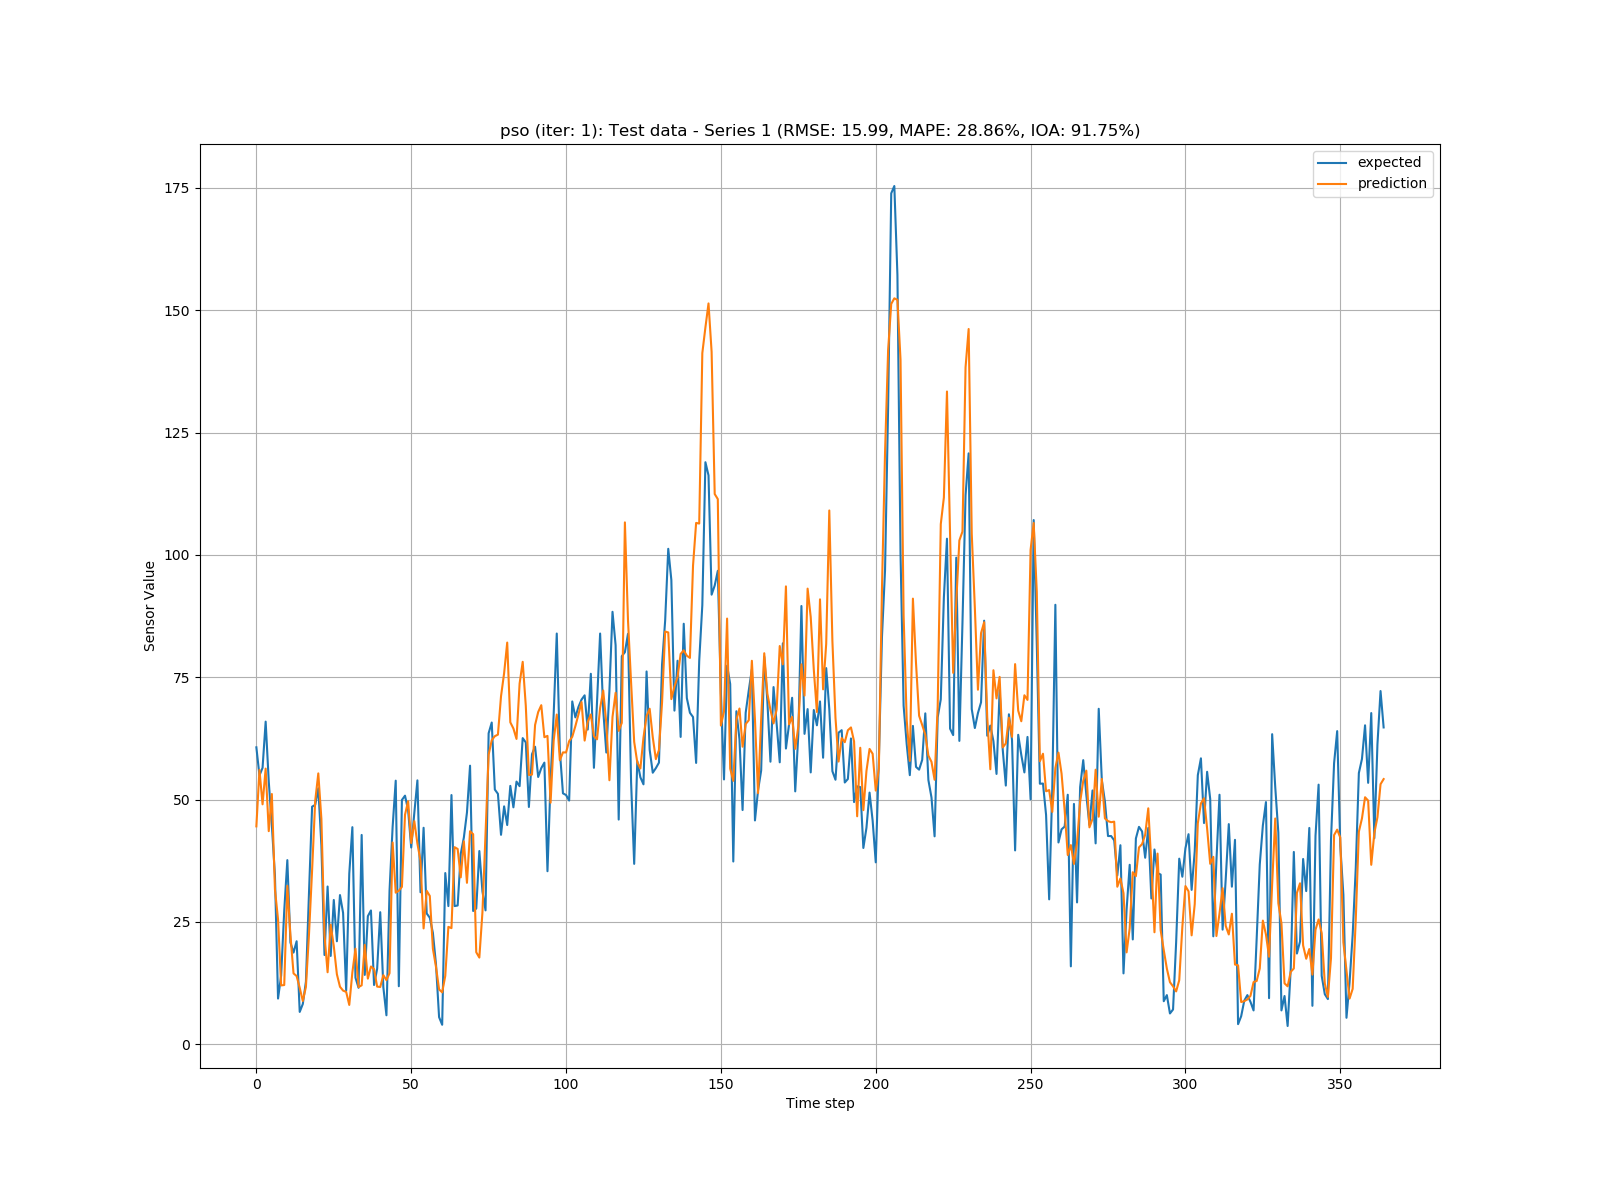 pso (iter: 1): Test data - Series 1 (RMSE: 15.99, MAPE: 28.86%, IOA: 91.75%)
expected
prediction
175
150
125
100
75
50
25
0
Sensor Value
0 50 100 150 200 250 300 350
Time step